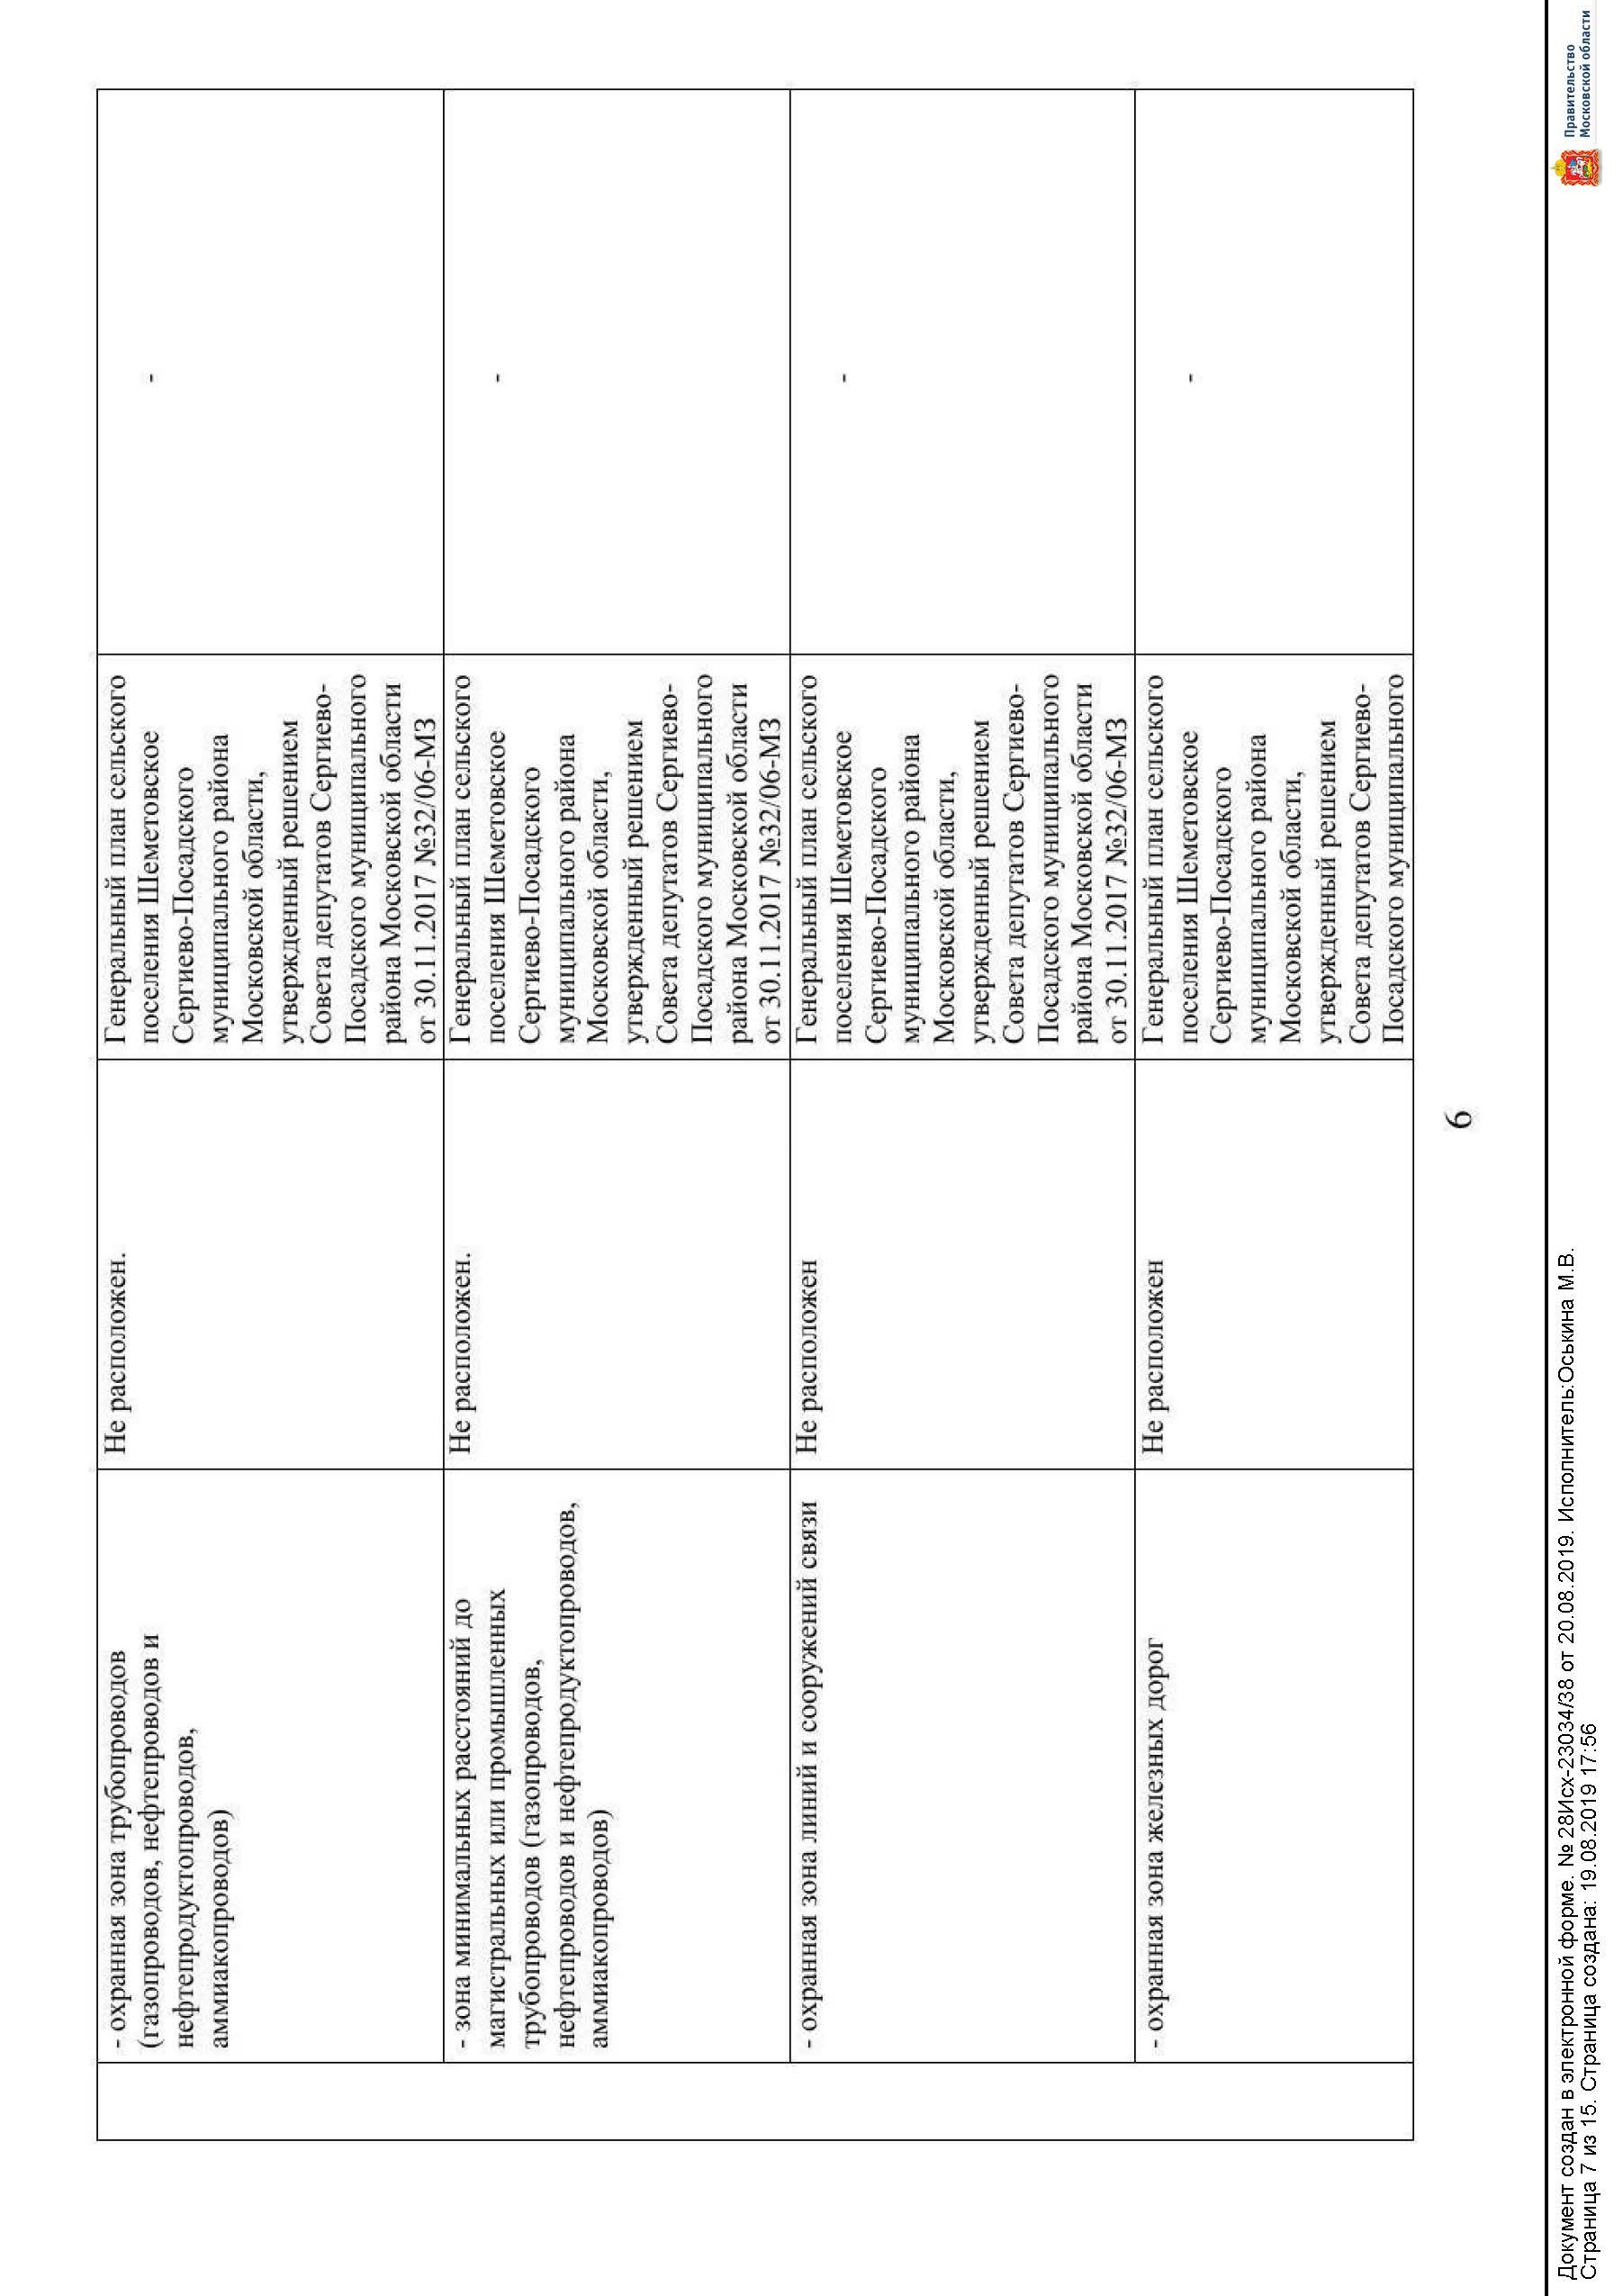 - охранная зона трубопроводов
(газопроводов, нефтепроводов и
нефтепродуктопроводов,
аммиакопроводов)
Не расположен.
Генеральный план сельского
поселения Шеметовское
Сергиево-Посадского
муниципального района
Московской области,
утвержденный решением
Совета депутатов Сергиево-
Посадского муниципального
района Московской области
от 30.11.2017 №32/06-МЗ
-
- зона минимальных расстояний до
магистральных или промышленных
трубопроводов (газопроводов,
нефтепроводов и нефтепродуктопроводов,
аммиакопроводов)
Не расположен.
Генеральный план сельского
поселения Шеметовское
Сергиево-Посадского
муниципального района
Московской области,
утвержденный решением
Совета депутатов Сергиево-
Посадского муниципального
района Московской области
от 30.11.2017 №32/06-МЗ
-
- охранная зона линий и сооружений связи
Не расположен
Генеральный план сельского
поселения Шеметовское
Сергиево-Посадского
муниципального района
Московской области,
утвержденный решением
Совета депутатов Сергиево-
Посадского муниципального
района Московской области
от 30.11.2017 №32/06-МЗ
-
- охранная зона железных дорог
Не расположен
Генеральный план сельского
поселения Шеметовское
Сергиево-Посадского
муниципального района
Московской области,
утвержденный решением
Совета депутатов Сергиево-
Посадского муниципального
-
6
Документ создан в электронной форме. № 28Исх-23034/38 от 20.08.2019. Исполнитель:Оськина М.В.
Страница 7 из 15. Страница создана: 19.08.2019 17:56
Правительство
Московской области